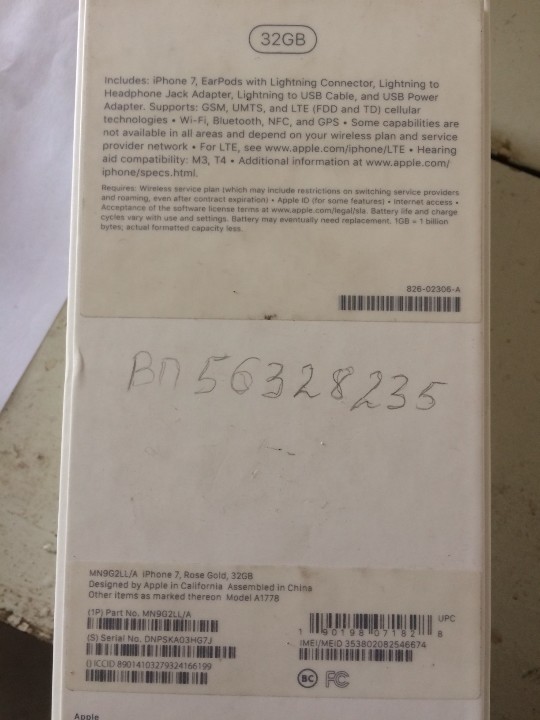 32GB
Includes: iPhone 7, EarPods with Lightning Connector, Lightning to
Headphone Jack Adapter, Lightning to USB Cable, and USB Power
Adapter. Supports: GSM, UMTS, and LTE (FDD and TD) cellular
technologies • Wi-Fi, Bluetooth, NFC, and GPS • Some capabilities are
not available in all areas and depend on your wireless plan and service
provider network • For LTE, see www.apple.com/iphone/LTE • Hearing
aid compatibility: M3, T4 • Additional information at www.apple.com/
iphone/specs.html.
Requires: Wireless service plan (which may include restrictions on switching service providers
and roaming, even after contract expiration) • Apple ID (for some features) • Internet access •
Acceptance of the software license terms at www.apple.com/legal/sla. Battery life and charge
cycles vary with use and settings. Battery may eventually need replacement. 1GB = 1 billion
bytes; actual formatted capacity less.
826-02306-A
ВП 56328235
MN9G2LL/A iPhone 7, Rose Gold, 32GB
Designed by Apple in California Assembled in China
Other items as marked thereon Model A1778
(1P) Part No. MN9G2LL/A
UPC
1 90198 07182 8
(S) Serial No. DNPSKA03HG7J
IMEI/MEID 353802082546674
() ICCID 89014103279324166199
BC FC
Apple